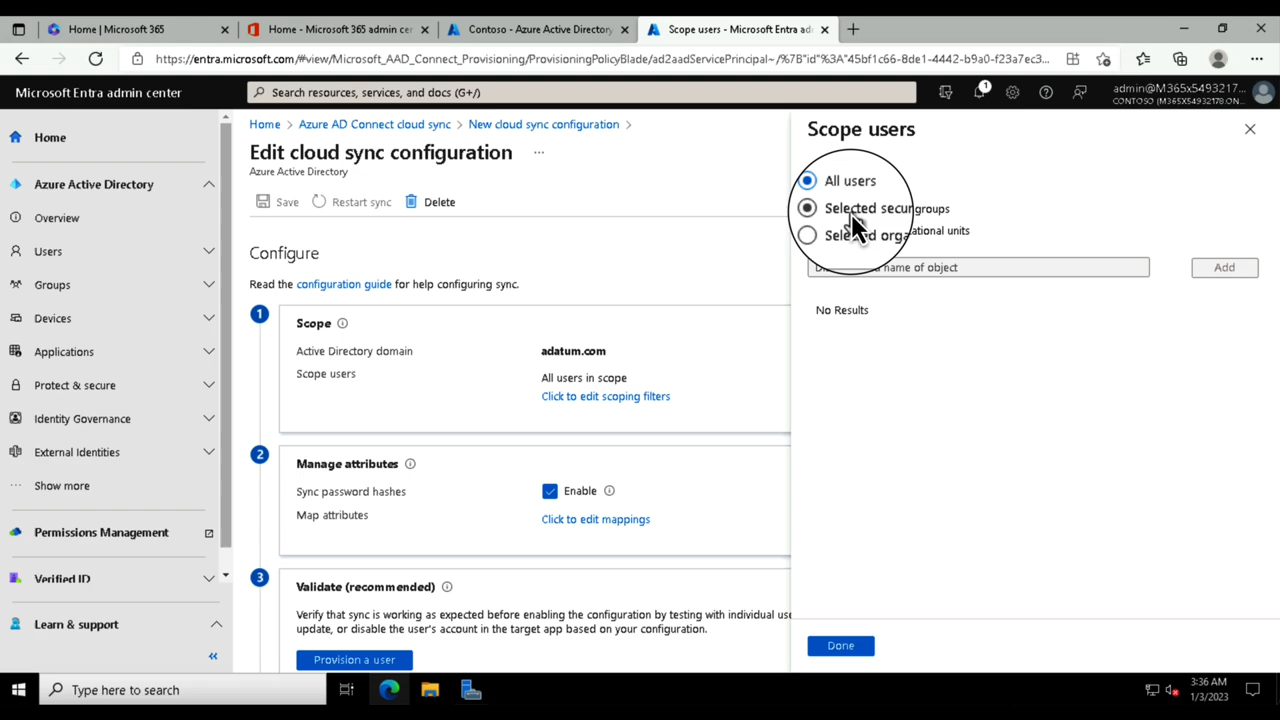 Home | Microsoft 365
Home - Microsoft 365 admin cen
Contoso - Azure Active Directory
Scope users - Microsoft Entra ad
https://entra.microsoft.com/#view/Microsoft_AAD_Connect_Provisioning/ProvisioningPolicyBlade/ad2aadServicePrincipal~/%7B"id"%3A"45bf1c66-8de1-4442-b9a0-f23a7ec3...
Microsoft Entra admin center
Search resources, services, and docs (G+/)
1
admin@M365x5493217...
CONTOSO (M365X54932178.ON...
Home
Azure Active Directory
Overview
Users
Groups
Devices
Applications
Protect & secure
Identity Governance
External Identities
Show more
Permissions Management
Verified ID
Learn & support
Home > Azure AD Connect cloud sync > New cloud sync configuration >
Edit cloud sync configuration
Azure Active Directory
Save
Restart sync
Delete
Configure
Read the configuration guide for help configuring sync.
1
Scope
Active Directory domain
adatum.com
Scope users
All users in scope
Click to edit scoping filters
2
Manage attributes
Sync password hashes
Enable
Map attributes
Click to edit mappings
3
Validate (recommended)
Verify that sync is working as expected before enabling the configuration by testing with individual use
update, or disable the user's account in the target app based on your configuration.
Provision a user
Scope users
All users
Selected secur groups
Selected orga ational units
name of object
Add
No Results
Done
Type here to search
3:36 AM
1/3/2023